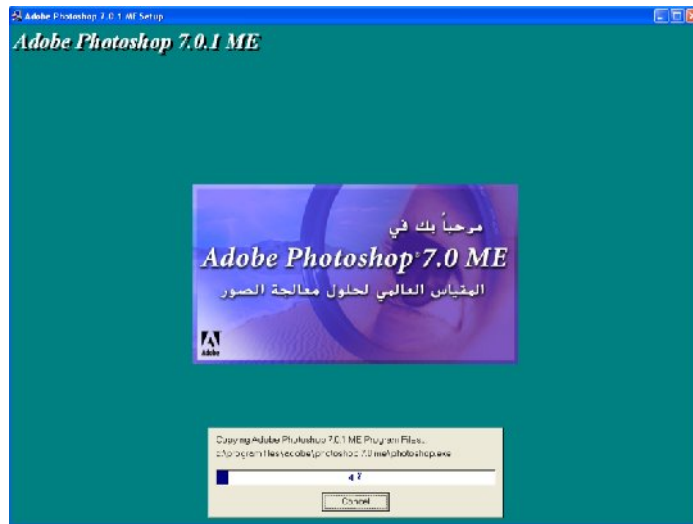 Adobe Photoshop 7.0.1 ME Setup
Adobe Photoshop 7.0.1 ME
مرحباً بك في
Adobe Photoshop® 7.0 ME
المقياس العالمي لحلول معالجة الصور
Adobe
Copying Adobe Photoshop 7.0.1 ME Program Files...
c:\program files\adobe\photoshop 7.0 me\photoshop.exe
4 %
Cancel